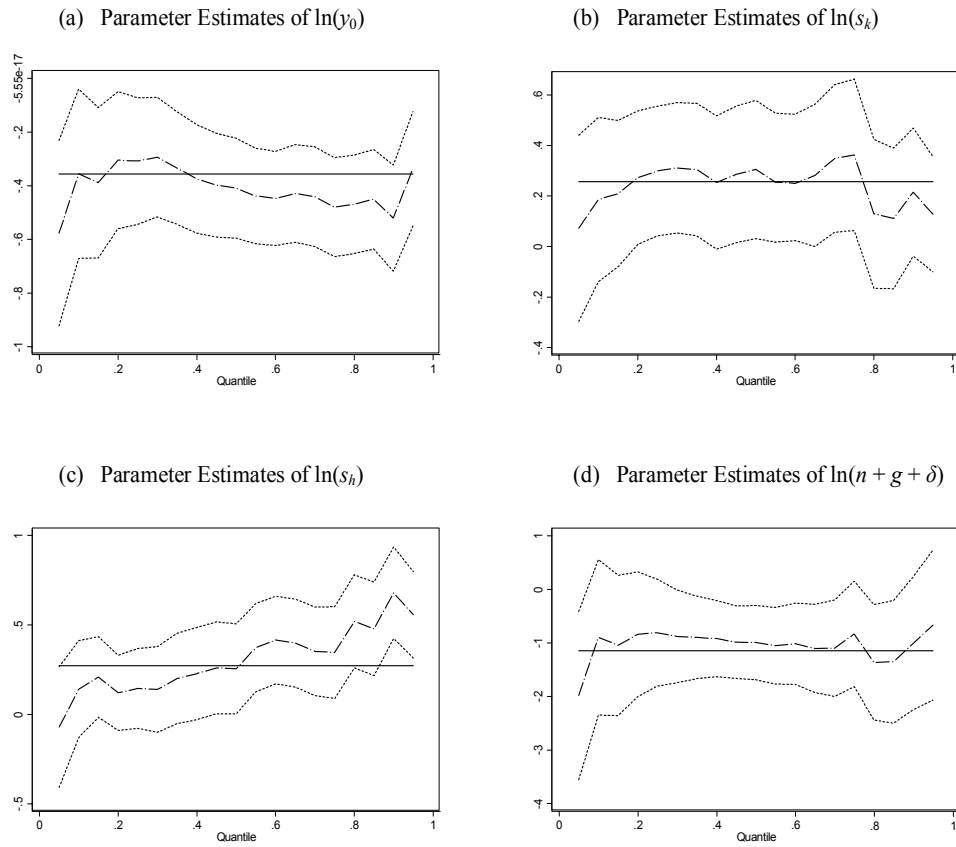 (a) Parameter Estimates of ln(y0)
(b) Parameter Estimates of ln(sk)
-5.55e-17
-.2
-.4
-.6
-.8
-1
0 .2 .4 .6 .8 1
Quantile
.6
.4
.2
0
-.2
-.4
0 .2 .4 .6 .8 1
Quantile
(c) Parameter Estimates of ln(sh)
(d) Parameter Estimates of ln(n + g + δ)
1
.5
0
-.5
0 .2 .4 .6 .8 1
Quantile
1
0
-1
-2
-3
-4
0 .2 .4 .6 .8 1
Quantile